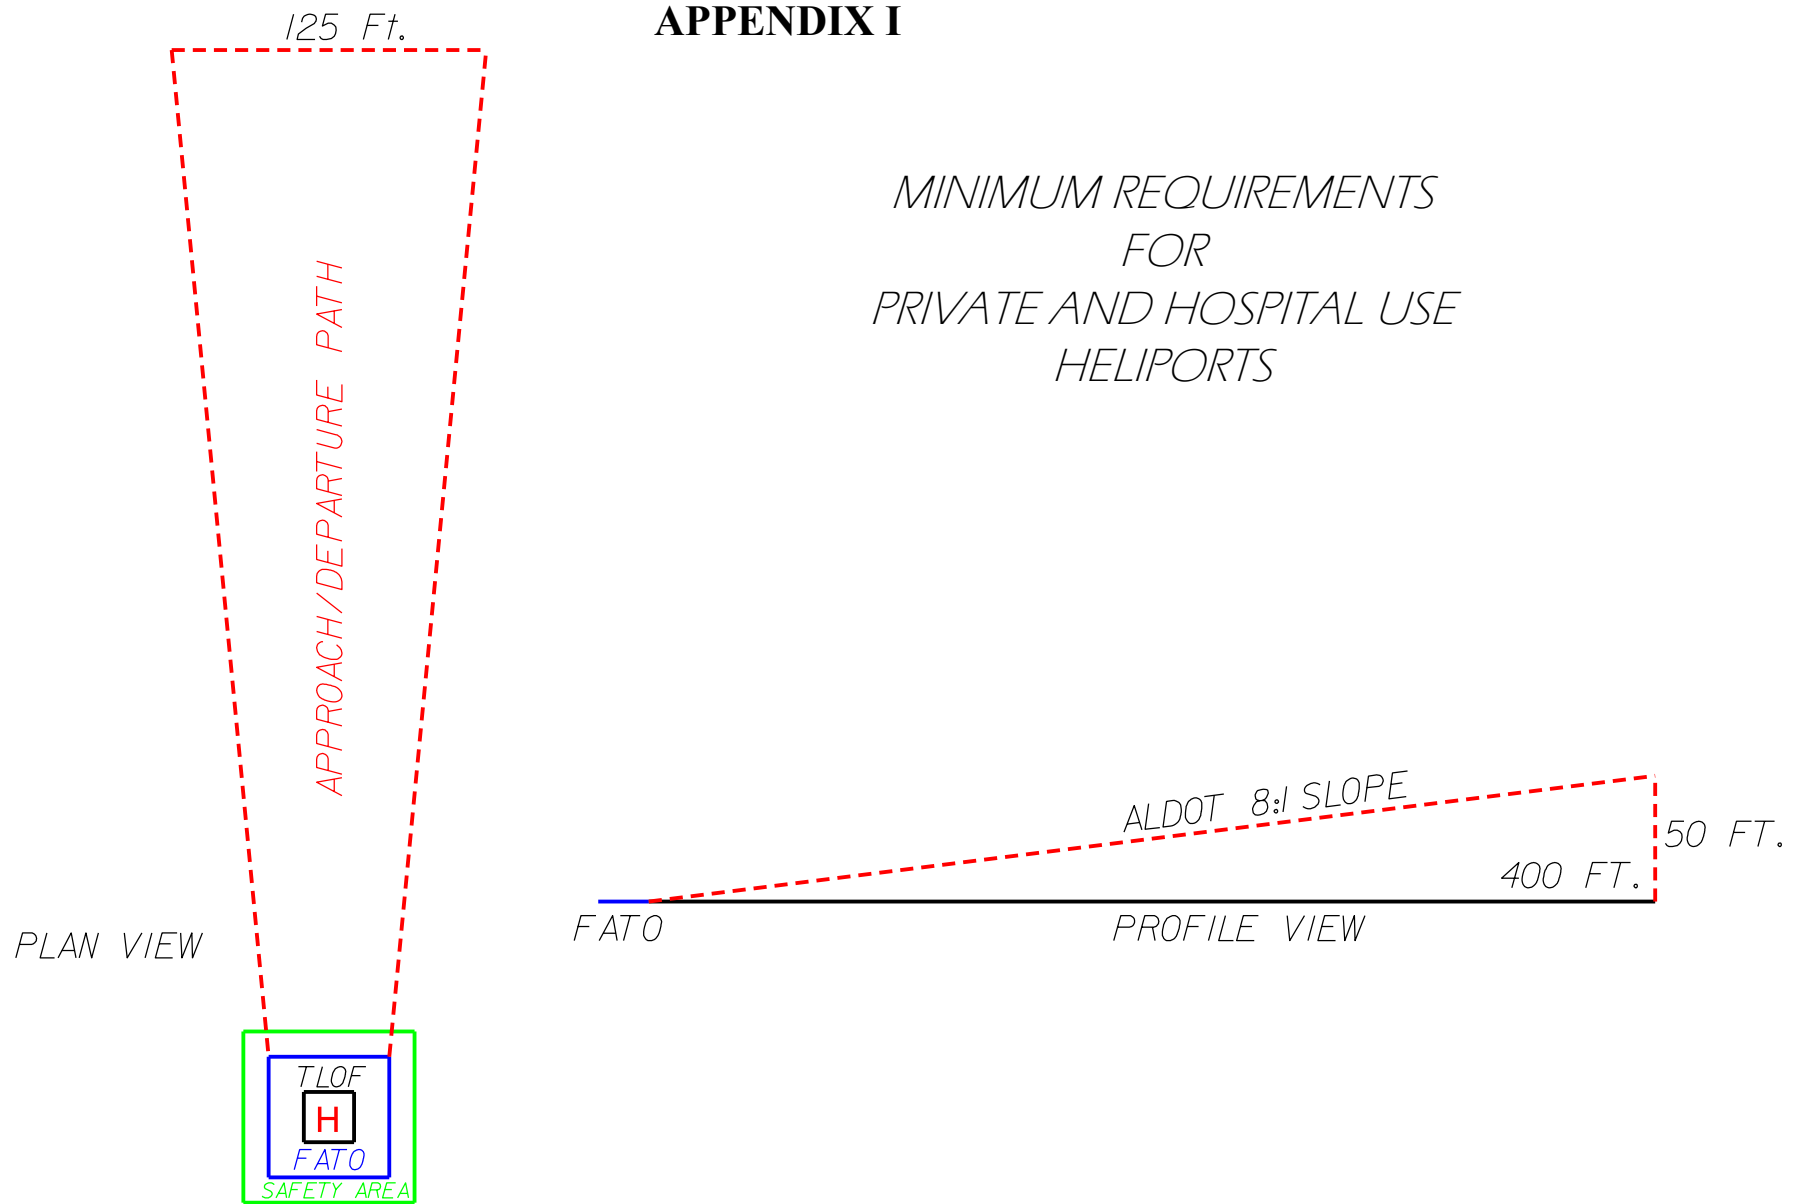 125 Ft.
APPENDIX I
MINIMUM REQUIREMENTS
FOR
PRIVATE AND HOSPITAL USE
HELIPORTS
APPROACH/DEPARTURE PATH
ALDOT 8:1 SLOPE
50 FT.
400 FT.
FATO
PROFILE VIEW
PLAN VIEW
TLOF
H
FATO
SAFETY AREA